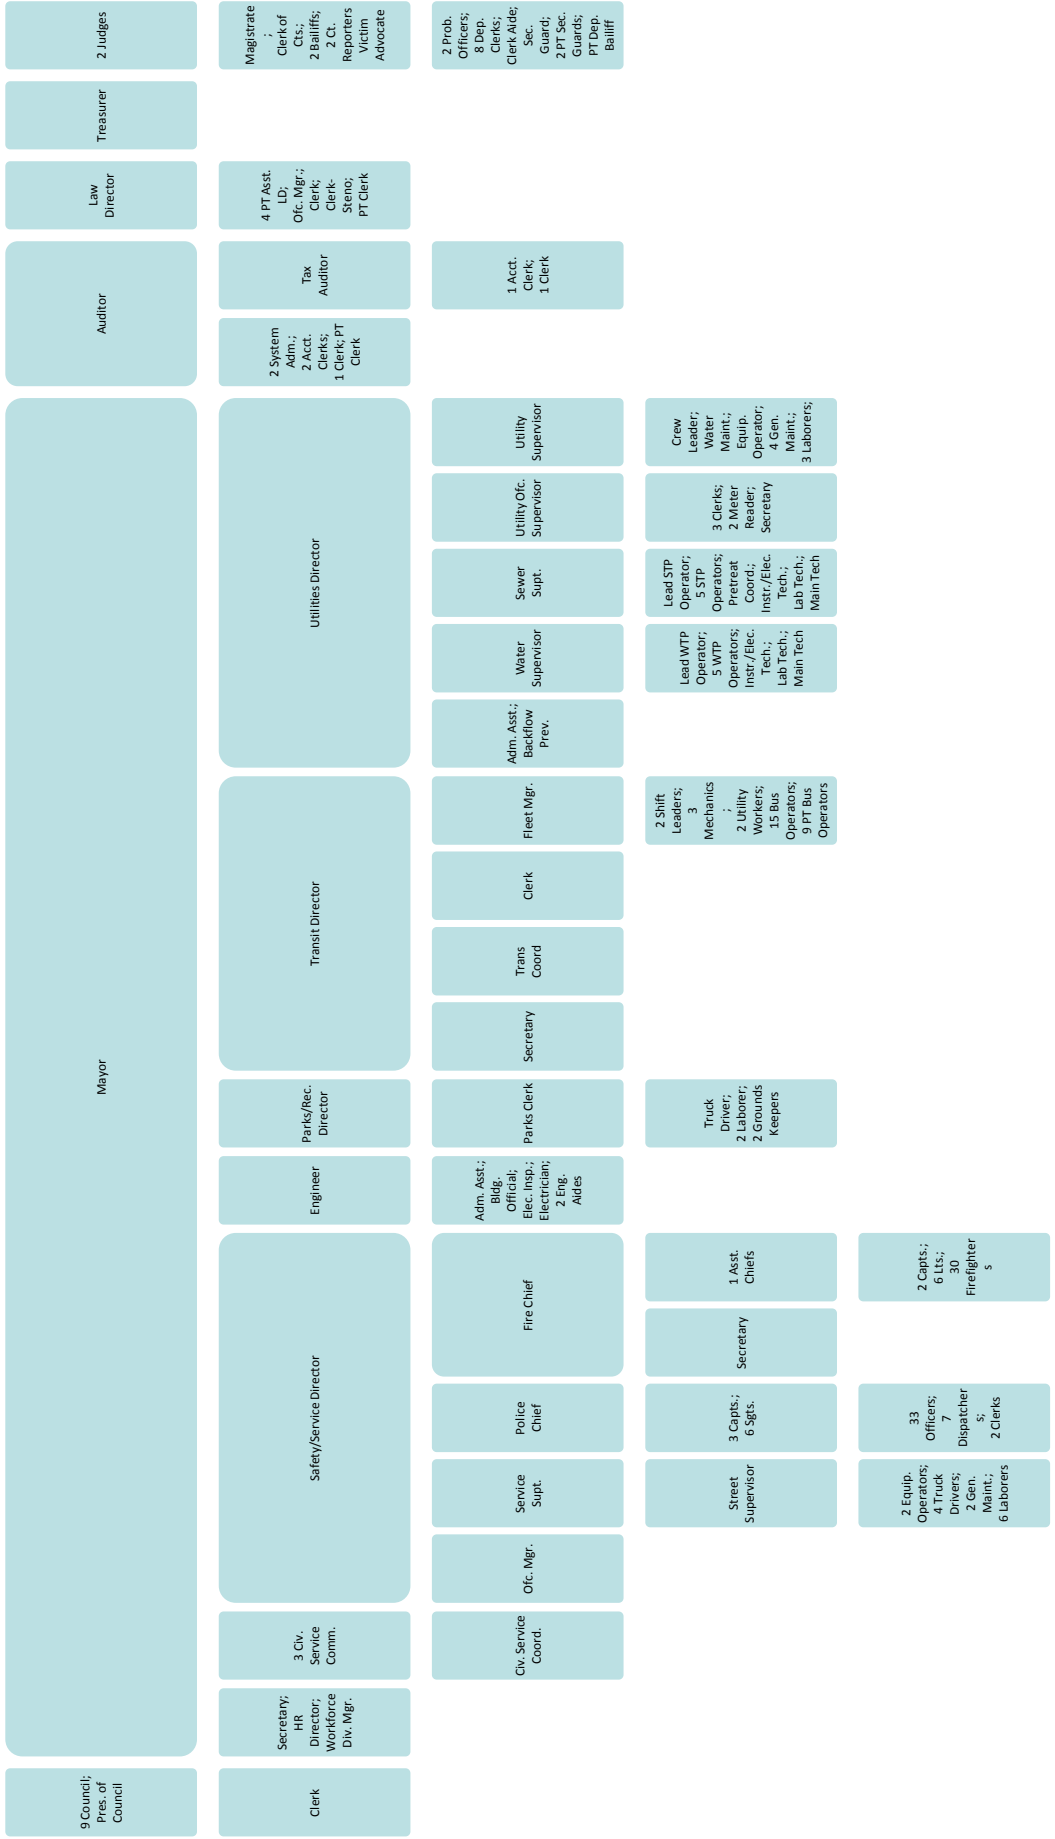 9 Council;
Pres. of
Council
Mayor
Auditor
Law
Director
Treasurer
2 Judges
Clerk
Secretary;
HR
Director;
Workforce
Div. Mgr.
3 Civ.
Service
Comm.
Safety/Service Director
Engineer
Parks/Rec.
Director
Transit Director
Utilities Director
2 System
Adm.;
2 Acct.
Clerks;
1 Clerk; PT
Clerk
Tax
Auditor
4 PT Asst.
LD;
Ofc. Mgr.;
Clerk;
Clerk-
Steno;
PT Clerk
Magistrate
;
Clerk of
Cts.;
2 Bailiffs;
2 Ct.
Reporters
Victim
Advocate
Civ. Service
Coord.
Ofc. Mgr.
Service
Supt.
Police
Chief
Fire Chief
Adm. Asst.;
Bldg.
Official;
Elec. Insp.;
Electrician;
2 Eng.
Aides
Parks Clerk
Secretary
Trans
Coord
Clerk
Fleet Mgr.
Adm. Asst.;
Backflow
Prev.
Water
Supervisor
Sewer
Supt.
Utility Ofc.
Supervisor
Utility
Supervisor
1 Acct.
Clerk;
1 Clerk
2 Prob.
Officers;
8 Dep.
Clerks;
Clerk Aide;
Sec.
Guard;
2 PT Sec.
Guards;
PT Dep.
Bailiff
Street
Supervisor
3 Capts.;
6 Sgts.
Secretary
1 Asst.
Chiefs
Truck
Driver;
2 Laborer;
2 Grounds
Keepers
2 Shift
Leaders;
3
Mechanics
;
2 Utility
Workers;
15 Bus
Operators;
9 PT Bus
Operators
Lead WTP
Operator;
5 WTP
Operators;
Instr./Elec.
Tech.;
Lab Tech.;
Main Tech
Lead STP
Operator;
5 STP
Operators;
Pretreat
Coord.;
Instr./Elec.
Tech.;
Lab Tech.;
Main Tech
3 Clerks;
2 Meter
Reader;
Secretary
Crew
Leader;
Water
Maint.;
Equip.
Operator;
4 Gen.
Maint.;
3 Laborers;
2 Equip.
Operators;
4 Truck
Drivers;
2 Gen.
Maint.;
6 Laborers
33
Officers;
7
Dispatcher
s;
2 Clerks
2 Capts.;
6 Lts.;
30
Firefighter
s